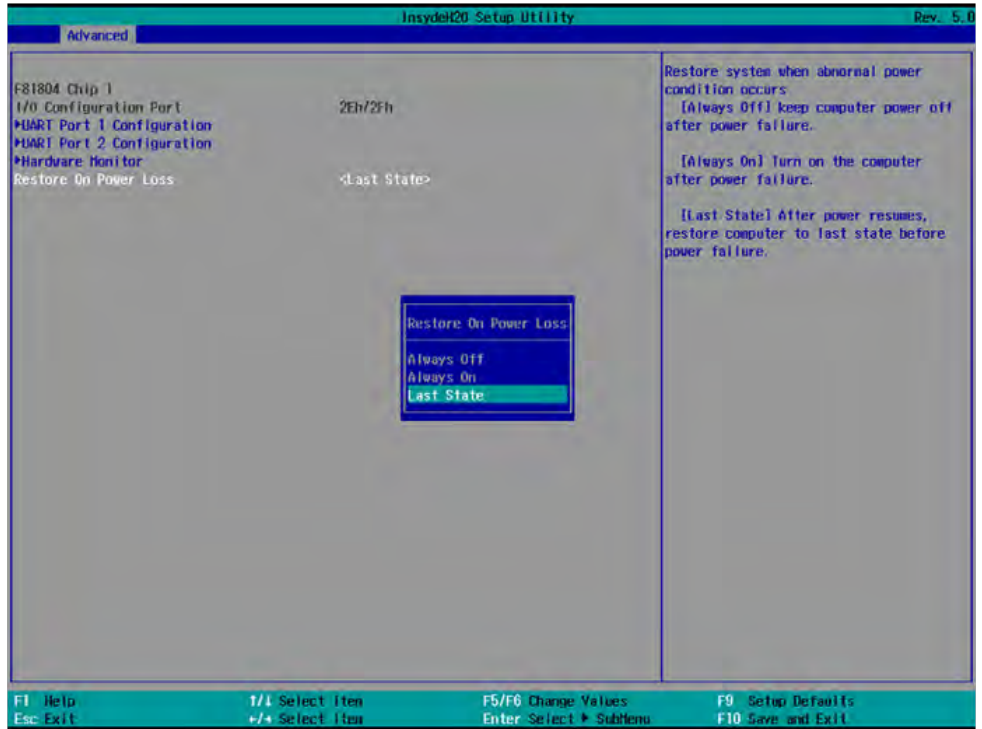 InsydeH2O Setup Utility Rev. 5.0
Advanced
F81804 Chip 1
I/O Configuration Port 2Eh/2Fh
▶UART Port 1 Configuration
▶UART Port 2 Configuration
▶Hardware Monitor
Restore On Power Loss <Last State>
Restore system when abnormal power
condition occurs
[Always Off] keep computer power off
after power failure.
[Always On] Turn on the computer
after power failure.
[Last State] After power resumes,
restore computer to last state before
power failure.
Restore On Power Loss
Always Off
Always On
Last State
F1 Help ↑/↓ Select Item F5/F6 Change Values F9 Setup Defaults
Esc Exit ←/→ Select Item Enter Select ▶ SubMenu F10 Save and Exit